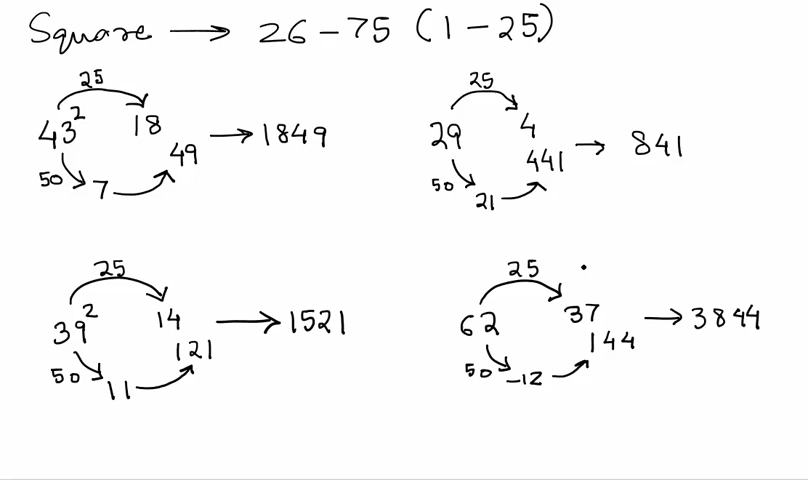 Square → 26 - 75 (1 - 25)
25
43² 18
49 → 1849
50 7
25
29 4
441 → 841
50 21
25
39² 14
121 → 1521
50 11
25
62 37
144 → 3844
50 -12